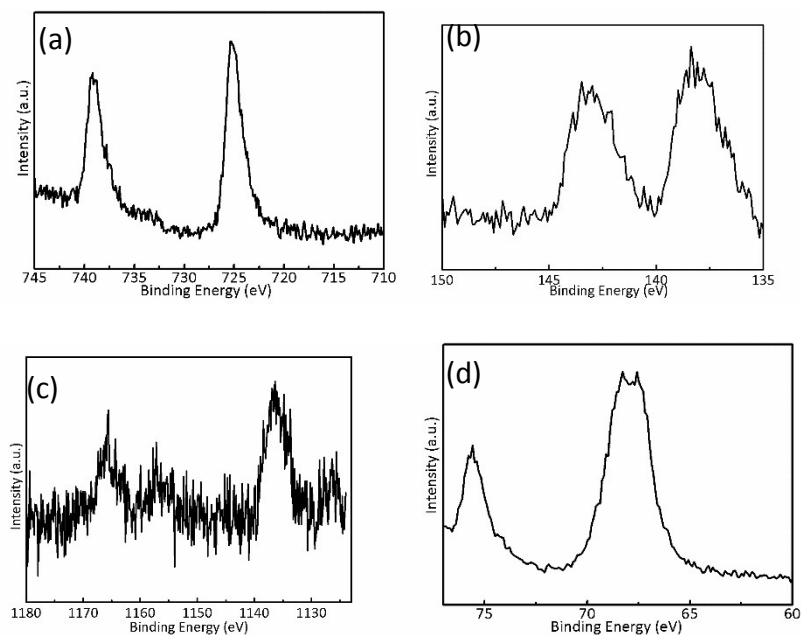 (a)
Intensity (a.u.)
745 740 735 730 725 720 715 710
Binding Energy (eV)
(b)
Intensity (a.u.)
150 145 140 135
Binding Energy (eV)
(c)
Intensity (a.u.)
1180 1170 1160 1150 1140 1130
Binding Energy (eV)
(d)
Intensity (a.u.)
75 70 65 60
Binding Energy (eV)